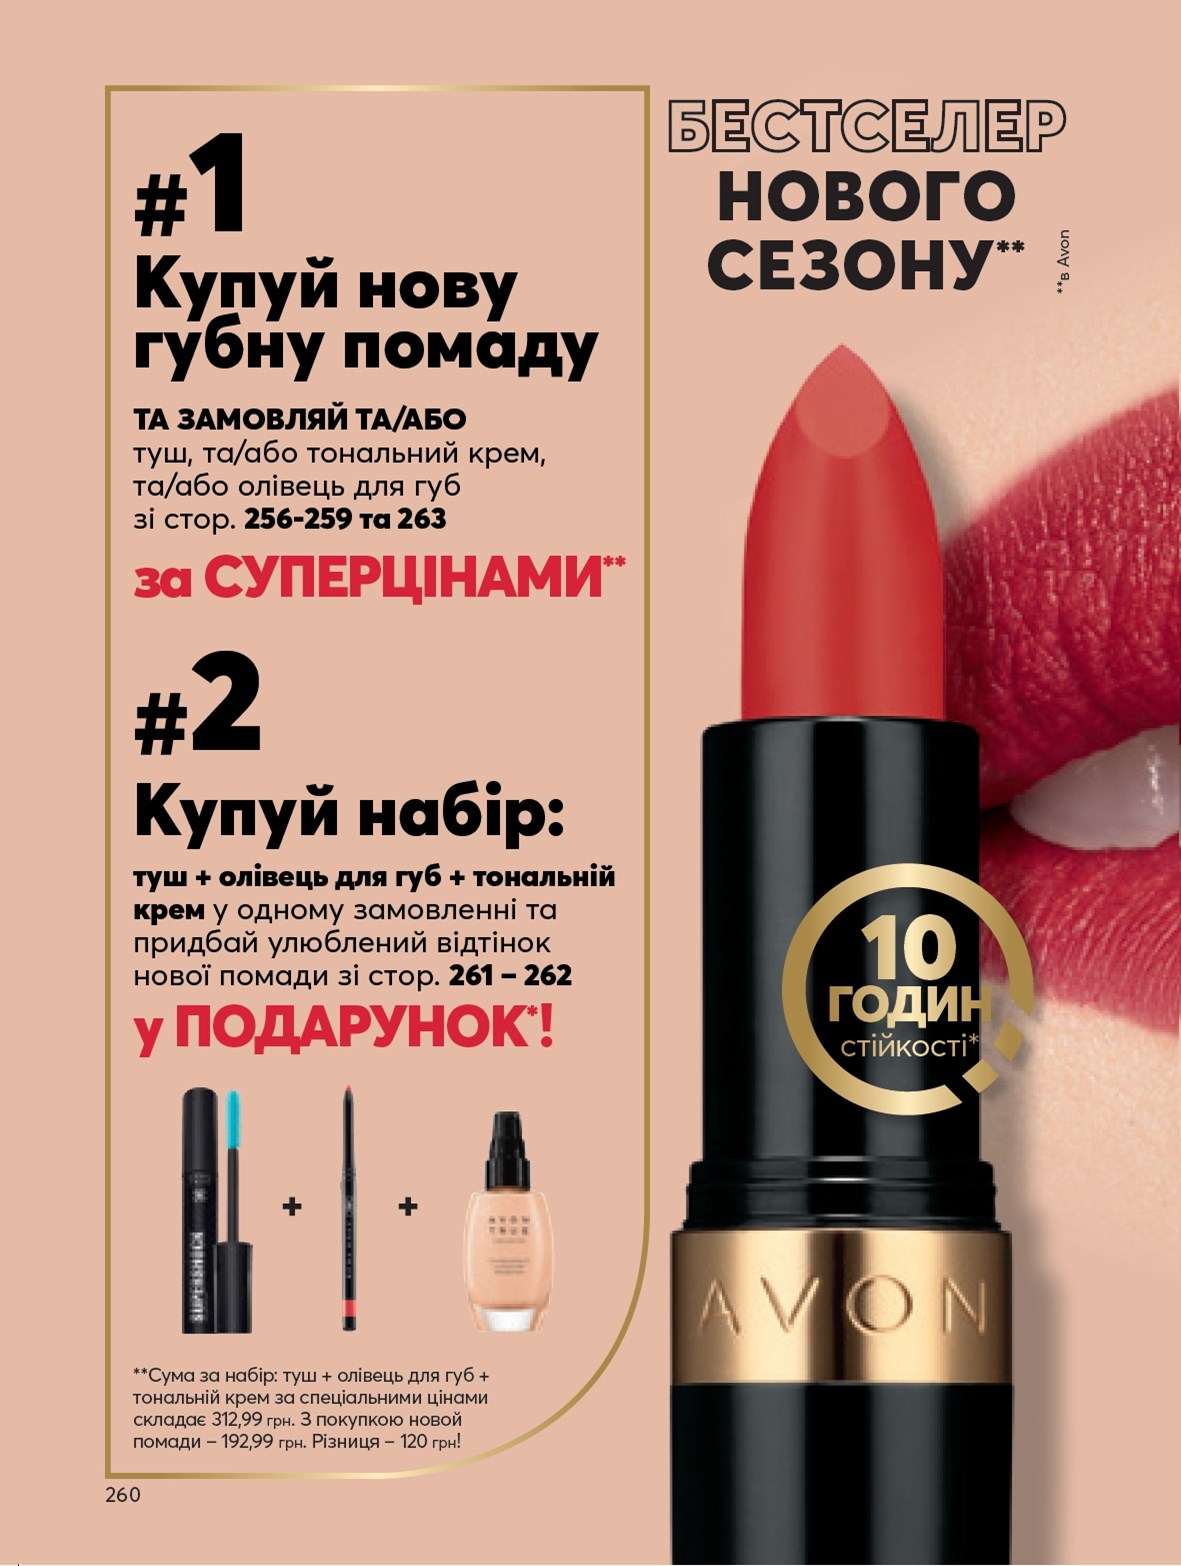 #1
Купуй нову
губну помаду
ТА ЗАМОВЛЯЙ ТА/АБО
туш, та/або тональний крем,
та/або олівець для губ
зі стор. 256-259 та 263
за СУПЕРЦІНАМИ**
#2
Купуй набір:
туш + олівець для губ + тональній
крем у одному замовленні та
придбай улюблений відтінок
нової помади зі стор. 261 – 262
у ПОДАРУНОК*!
SUPERSHOCK
+
+
AVON
TRUE
**Сума за набір: туш + олівець для губ +
тональній крем за спеціальними цінами
складає 312,99 грн. З покупкою новой
помади – 192,99 грн. Різниця – 120 грн!
260
БЕСТСЕЛЕР
НОВОГО
СЕЗОНУ**
**в Avon
10
ГОДИН
СТІЙКОСТІ*
AVON